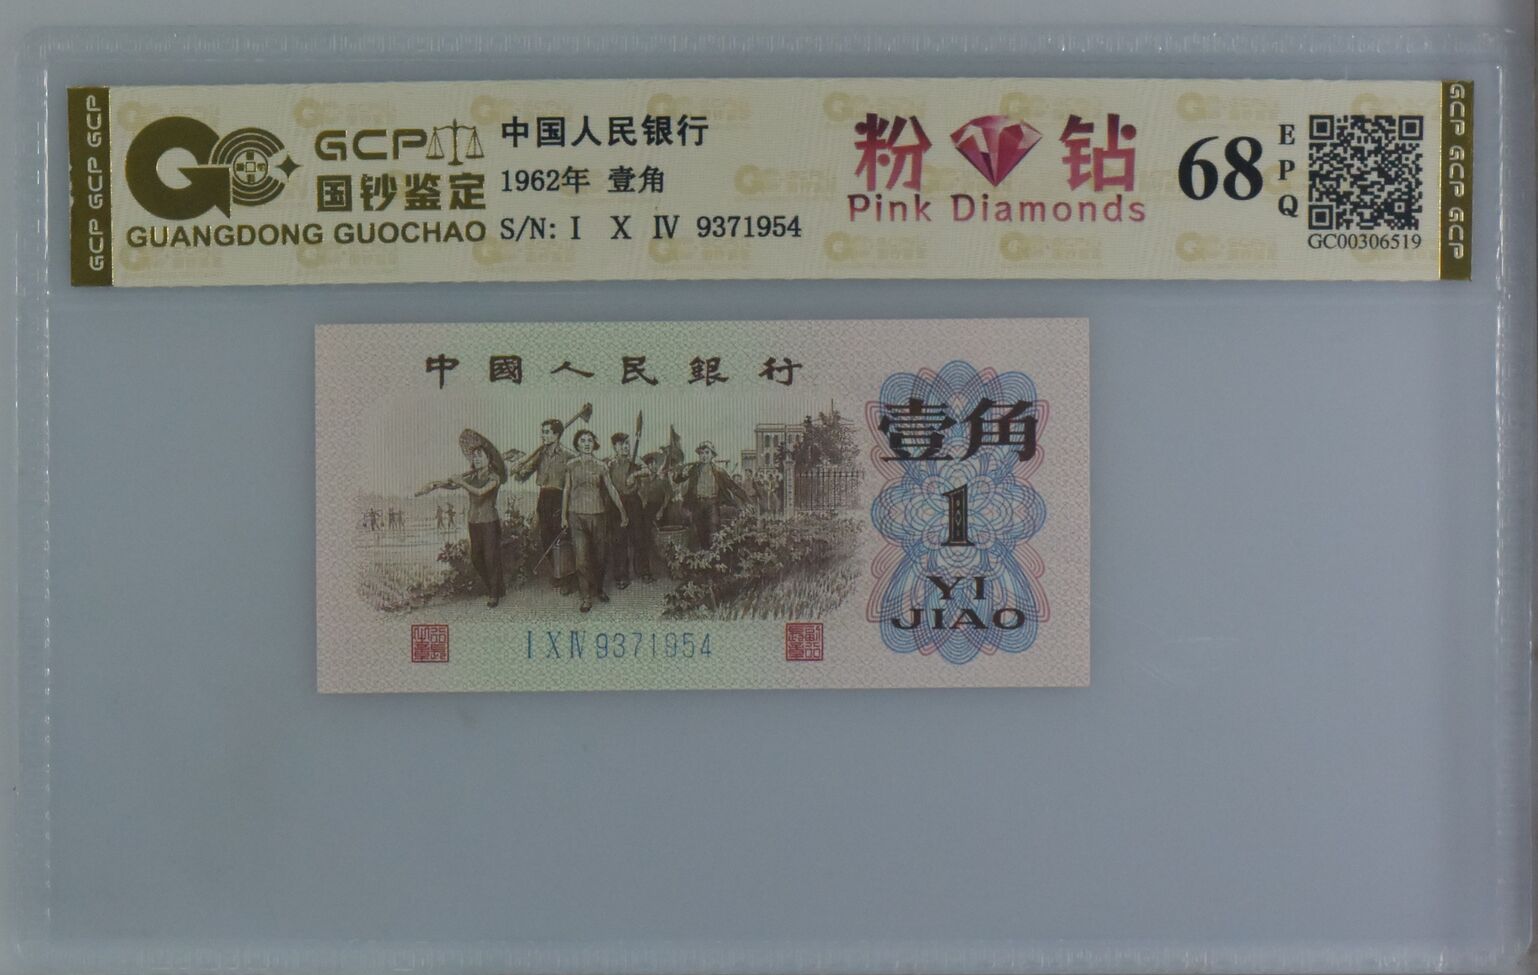 GCP GCP GCP
GCP
国钞鉴定
GUANGDONG GUOCHAO
中国人民银行
1962年 壹角
S/N: I X IV 9371954
粉钻
Pink Diamonds
68
EPQ
GC00306519
GCP GCP GCP
中國人民銀行
壹角
1
YI
JIAO
I X IV 9371954